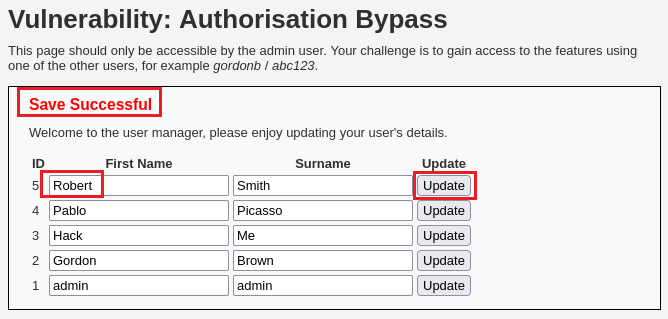 Vulnerability: Authorisation Bypass
This page should only be accessible by the admin user. Your challenge is to gain access to the features using
one of the other users, for example gordonb / abc123.
Save Successful
Welcome to the user manager, please enjoy updating your user's details.
ID First Name Surname Update
5 Robert Smith Update
4 Pablo Picasso Update
3 Hack Me Update
2 Gordon Brown Update
1 admin admin Update